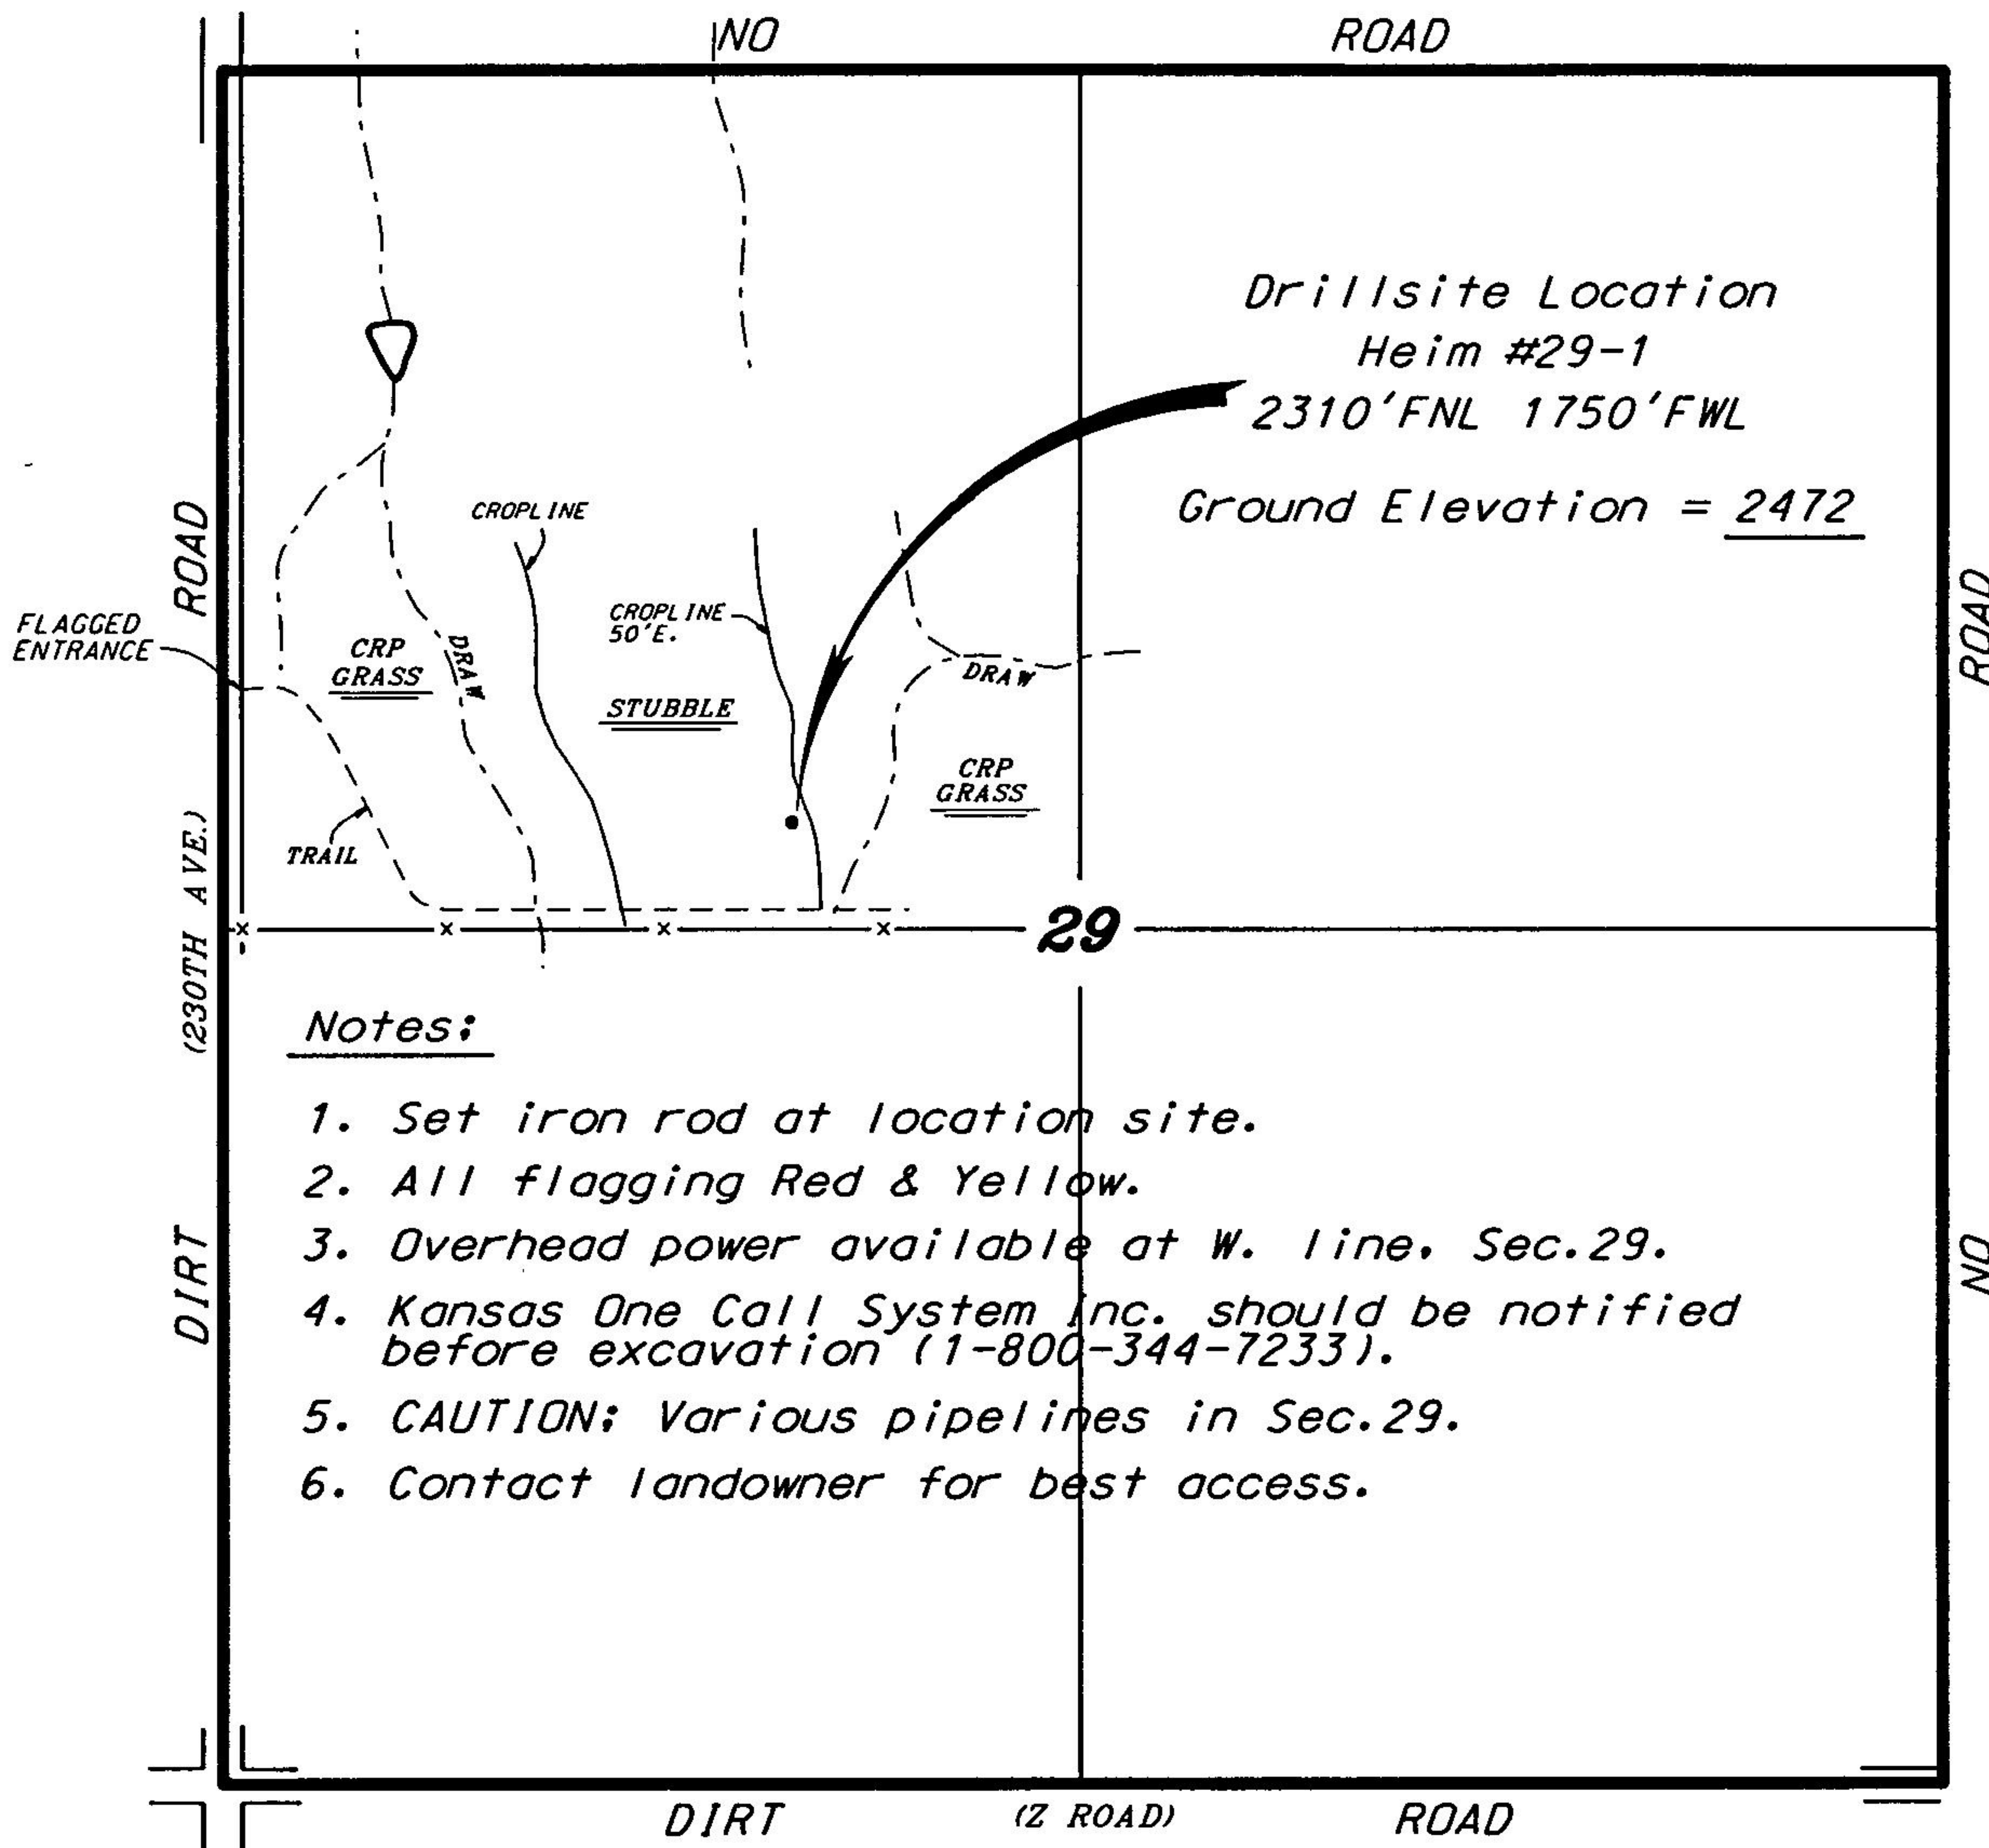 NO ROAD
Drillsite Location
Heim #29-1
2310'FNL 1750'FWL
Ground Elevation = 2472
CROPLINE
CROPLINE
50'E.
FLAGGED
ENTRANCE
CRP
GRASS
DRAW
STUBBLE
DRAW
CRP
GRASS
TRAIL
DIRT (230TH AVE.) ROAD
NO ROAD
29
Notes:
1. Set iron rod at location site.
2. All flagging Red & Yellow.
3. Overhead power available at W. line, Sec.29.
4. Kansas One Call System Inc. should be notified
before excavation (1-800-344-7233).
5. CAUTION: Various pipelines in Sec.29.
6. Contact landowner for best access.
DIRT (Z ROAD) ROAD